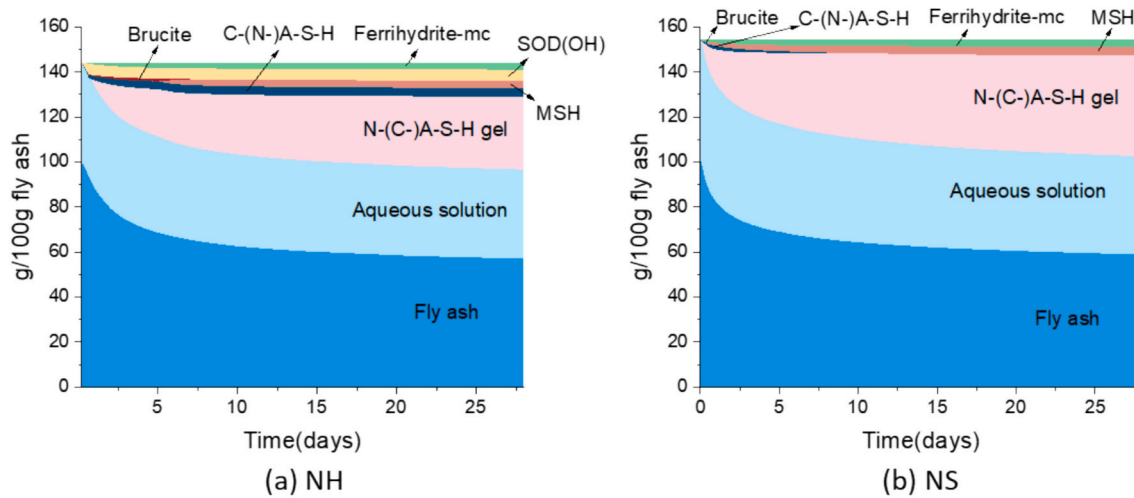 Brucite C-(N-)A-S-H Ferrihydrite-mc SOD(OH)
MSH
N-(C-)A-S-H gel
Aqueous solution
Fly ash
g/100g fly ash
160
140
120
100
80
60
40
20
0
5 10 15 20 25
Time(days)
(a) NH
Brucite C-(N-)A-S-H Ferrihydrite-mc MSH
N-(C-)A-S-H gel
Aqueous solution
Fly ash
g/100g fly ash
160
140
120
100
80
60
40
20
0
0 5 10 15 20 25
Time(days)
(b) NS